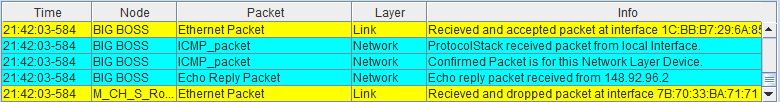 Time Node Packet Layer Info
21:42:03-584 BIG BOSS Ethernet Packet Link Recieved and accepted packet at interface 1C:BB:B7:29:6A:85
21:42:03-584 BIG BOSS ICMP_packet Network ProtocolStack received packet from local Interface.
21:42:03-584 BIG BOSS ICMP_packet Network Confirmed Packet is for this Network Layer Device.
21:42:03-584 BIG BOSS Echo Reply Packet Network Echo reply packet received from 148.92.96.2
21:42:03-584 M_CH_S_Ro... Ethernet Packet Link Recieved and dropped packet at interface 7B:70:33:BA:71:71